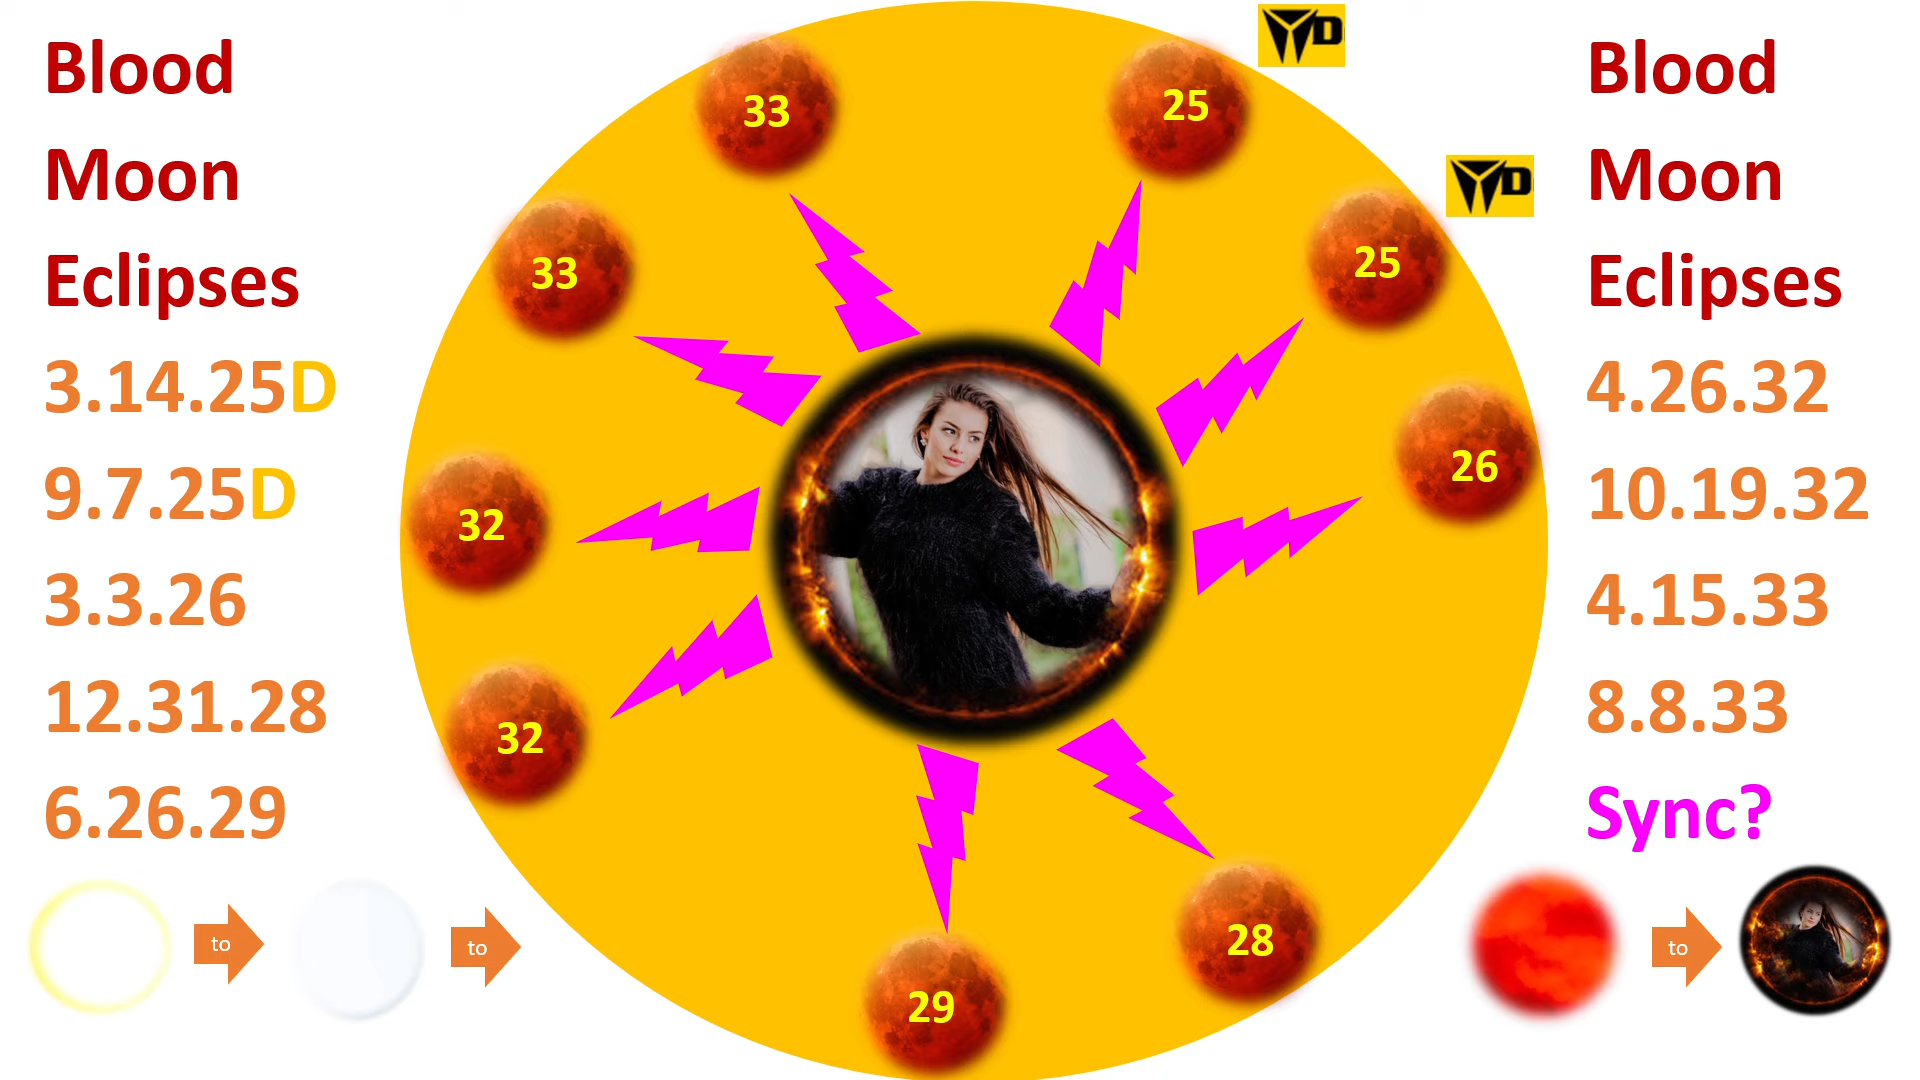 Blood
Moon
Eclipses
3.14.25D
9.7.25D
3.3.26
12.31.28
6.26.29
to
to
33
25
33
25
26
32
32
28
29
D
D
Blood
Moon
Eclipses
4.26.32
10.19.32
4.15.33
8.8.33
Sync?
to